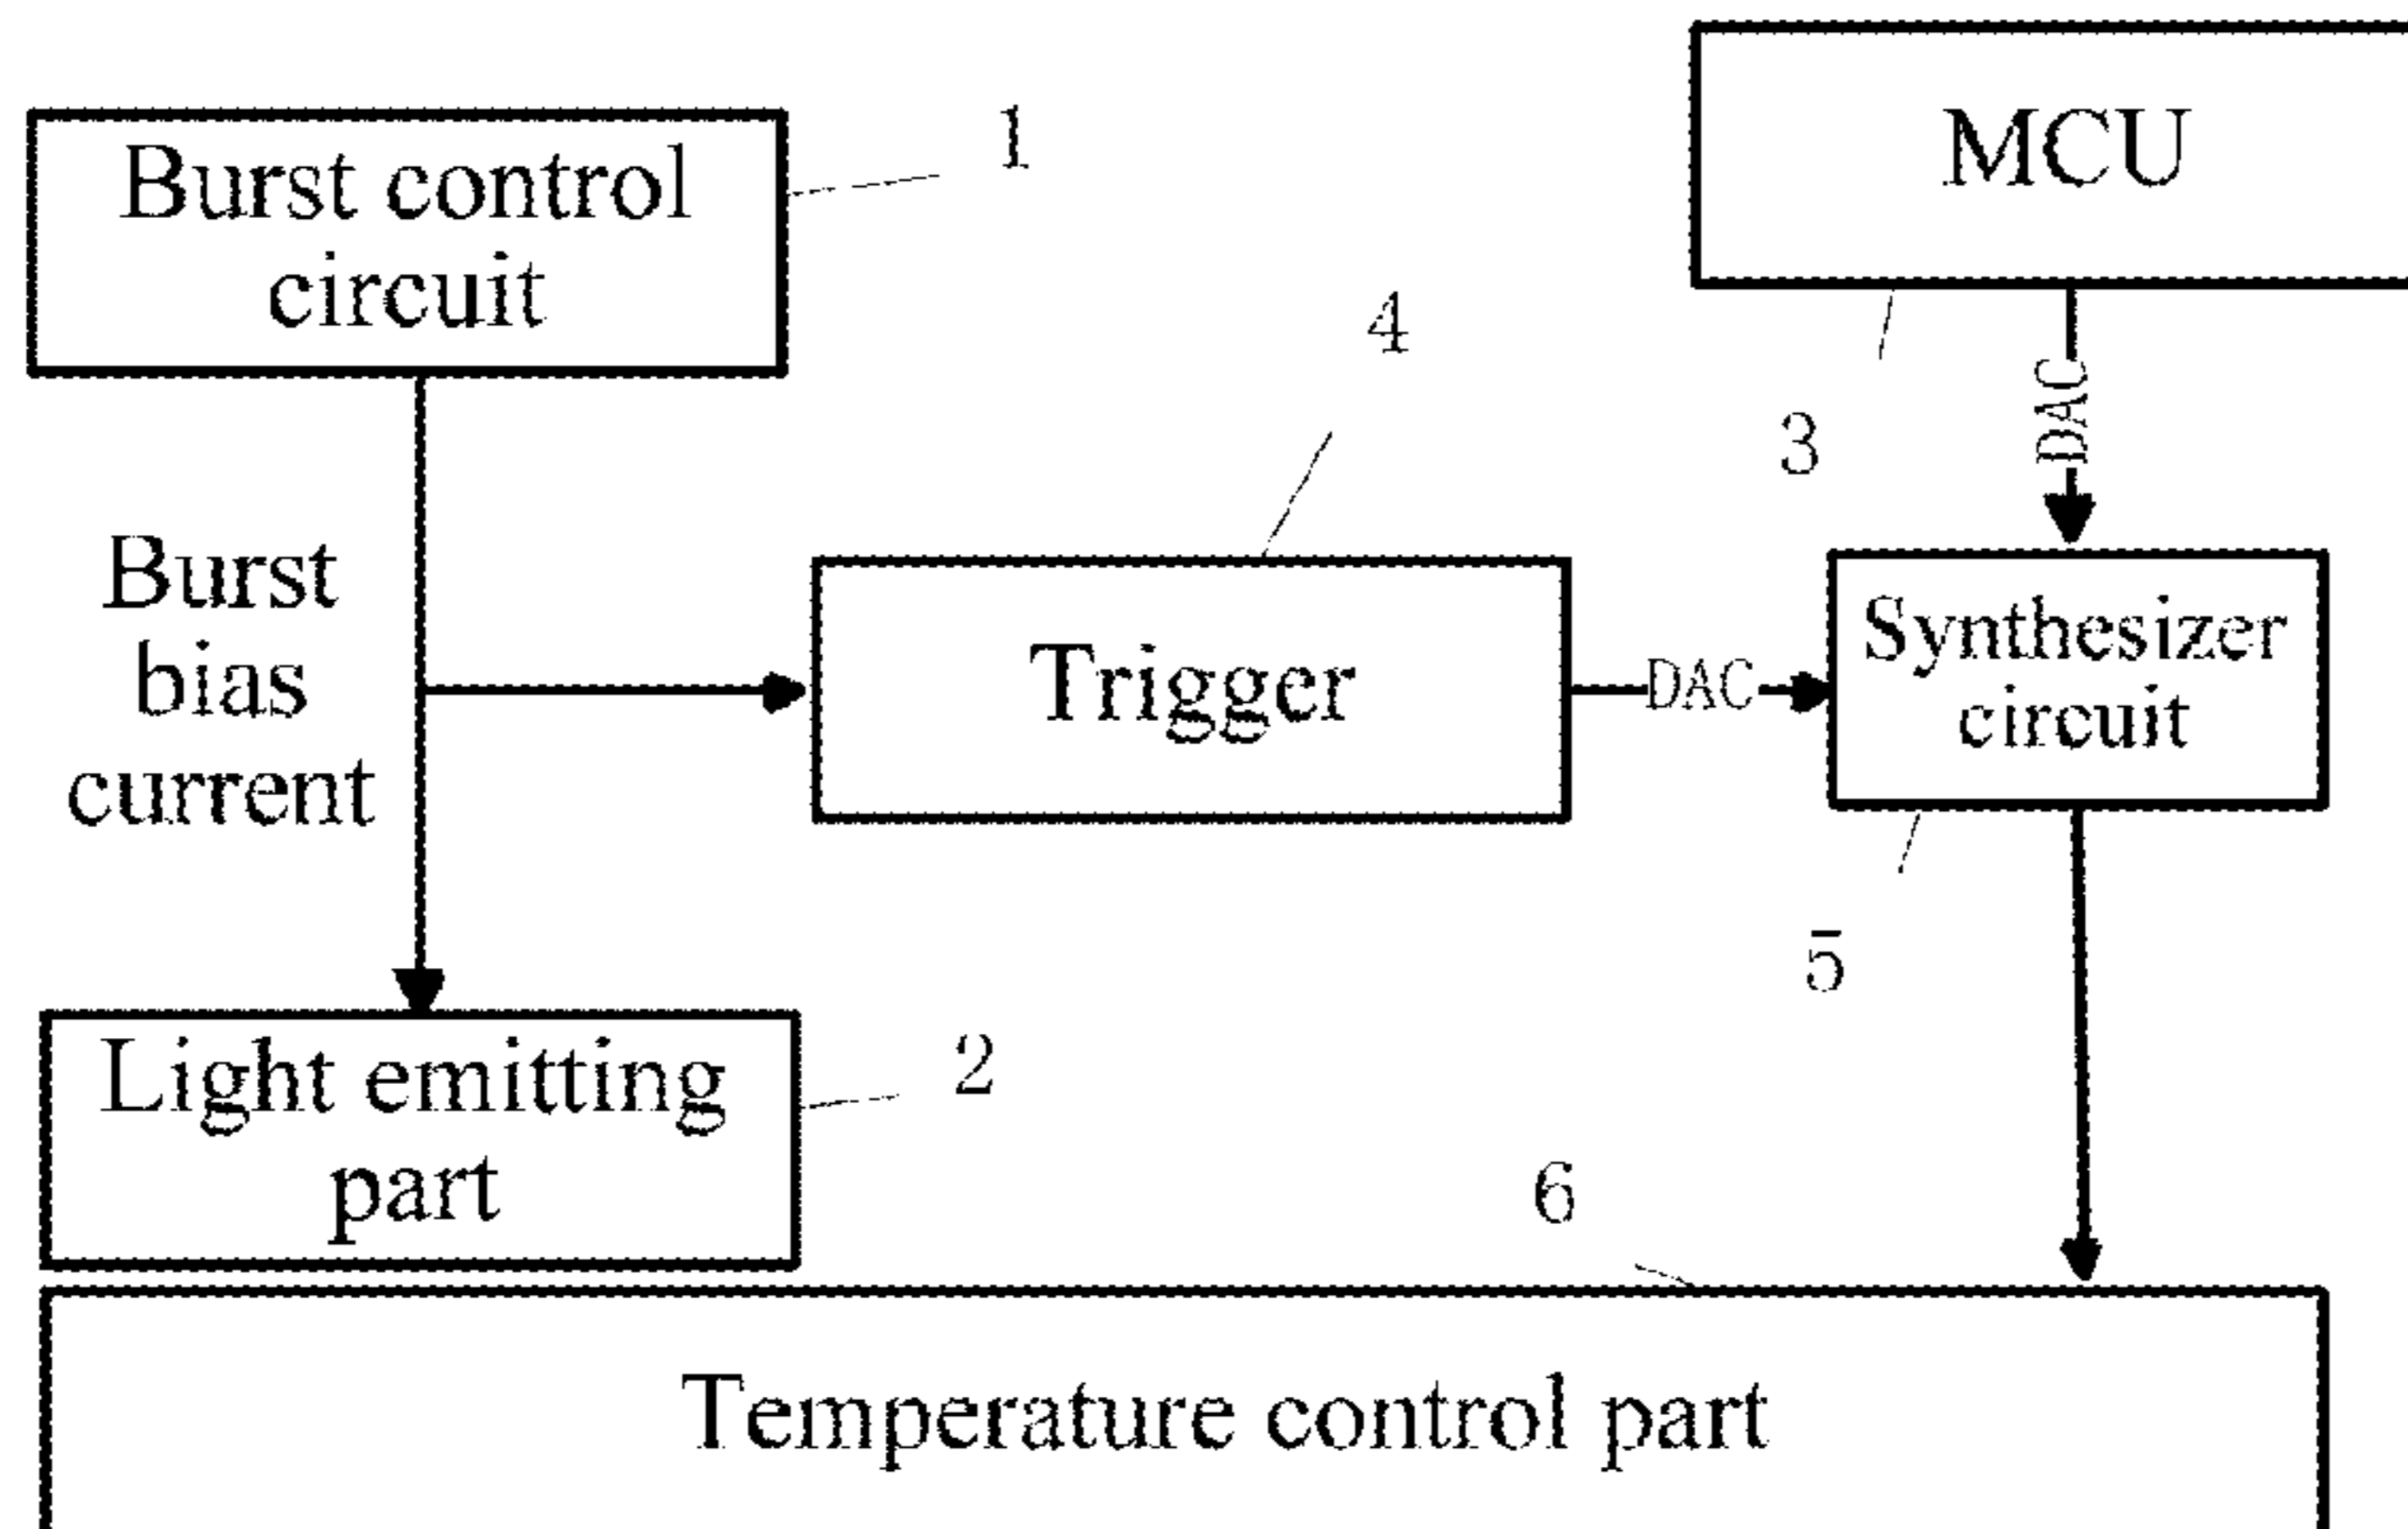 MCU
1
Burst control
circuit
4
3
DAC
Burst
bias
current
Trigger
DAC
Synthesizer
circuit
5
Light emitting
part
2
6
Temperature control part